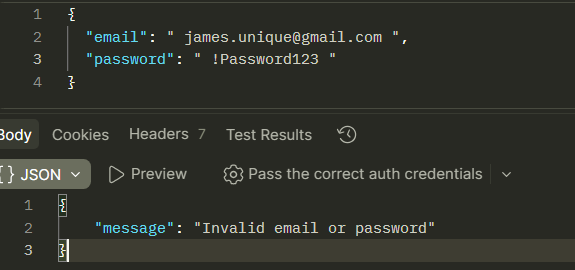 1 {
2 "email": " james.unique@gmail.com ",
3 "password": " !Password123 "
4 }
Body Cookies Headers 7 Test Results
{} JSON Preview Pass the correct auth credentials
1 {
2 "message": "Invalid email or password"
3 }